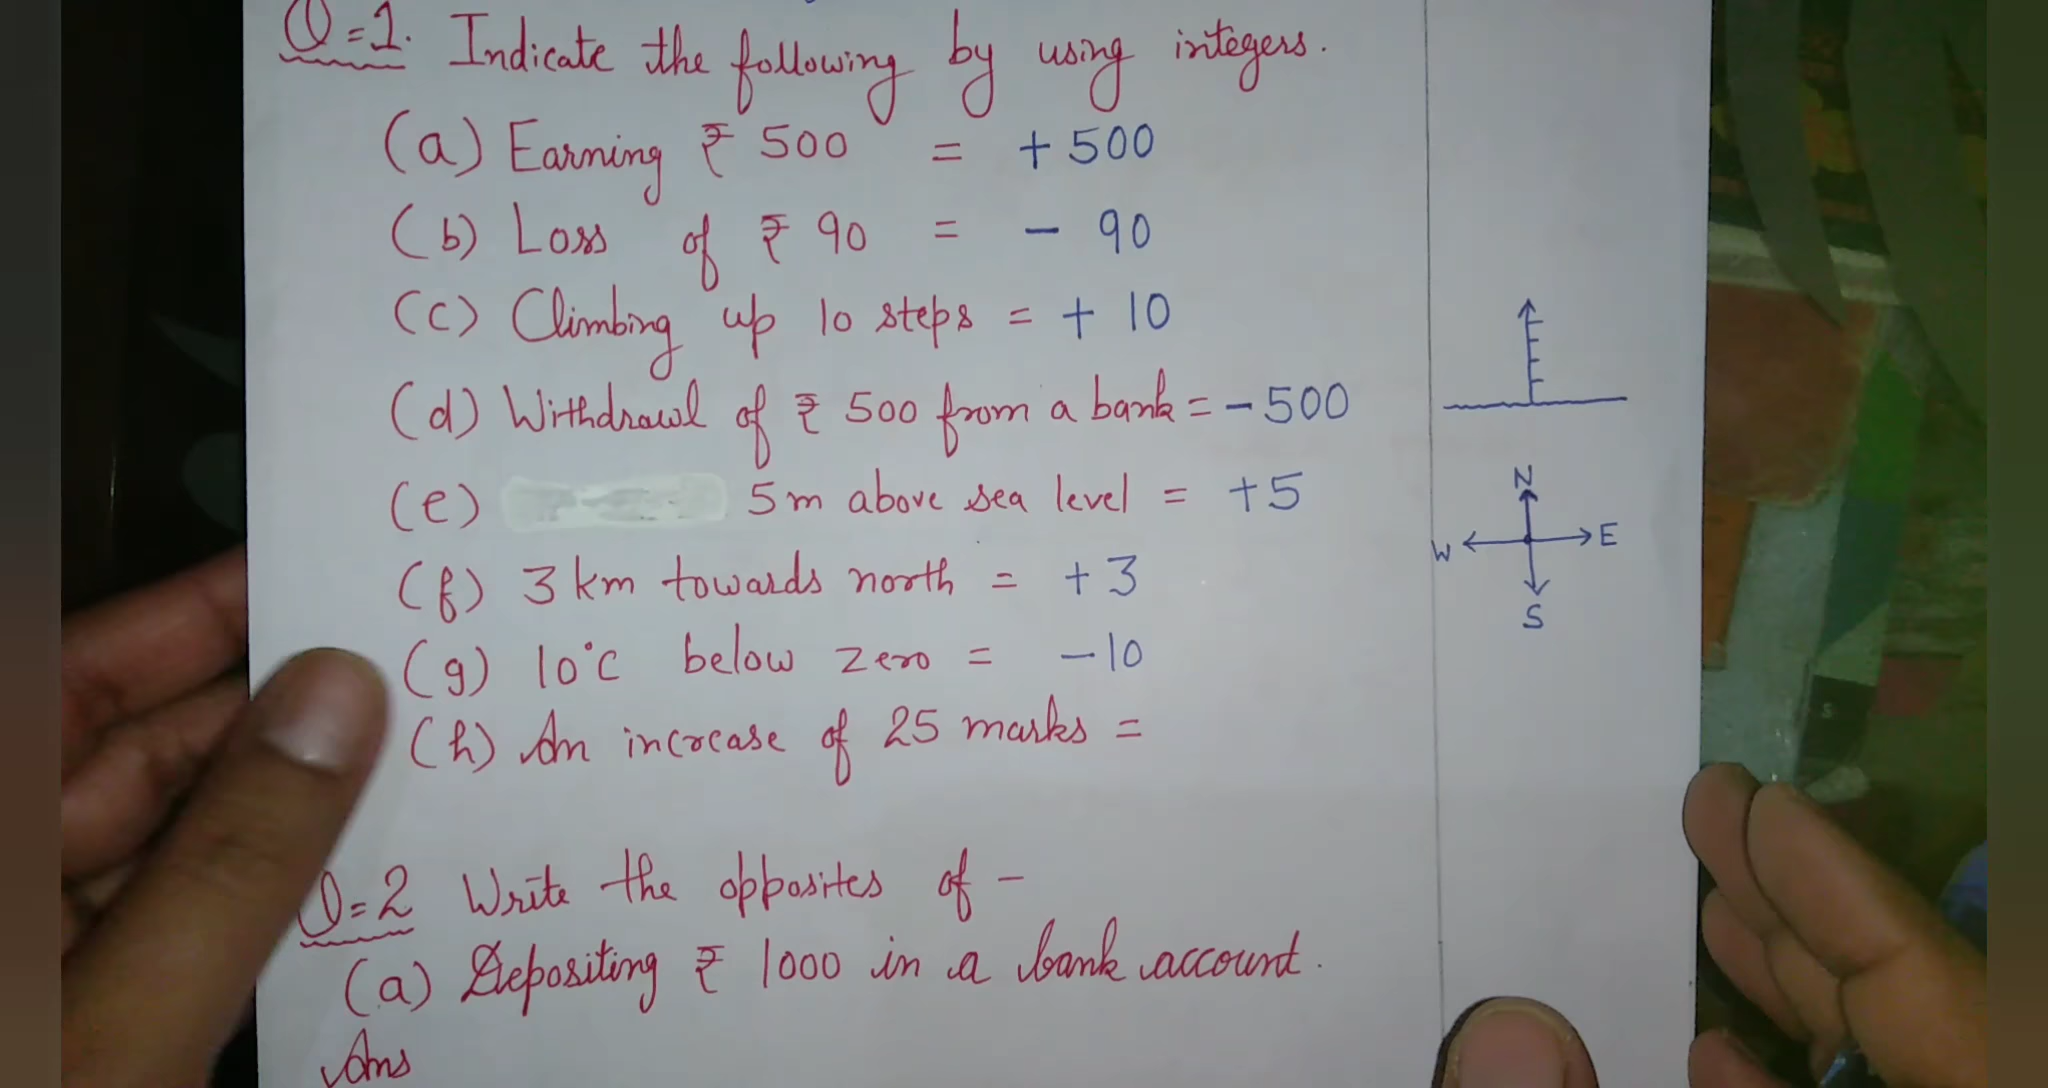 Q=1. Indicate the following by using integers.
(a) Earning ₹ 500 = +500
(b) Loss of ₹ 90 = - 90
(c) Climbing up 10 steps = + 10
(d) Withdrawl of ₹ 500 from a bank = -500
(e) 5m above sea level = +5
(f) 3 km towards north = +3
(g) 10°C below zero = -10
(h) An increase of 25 marks =
N
W E
S
Q=2 Write the opposites of -
(a) Depositing ₹ 1000 in a bank account.
Ans